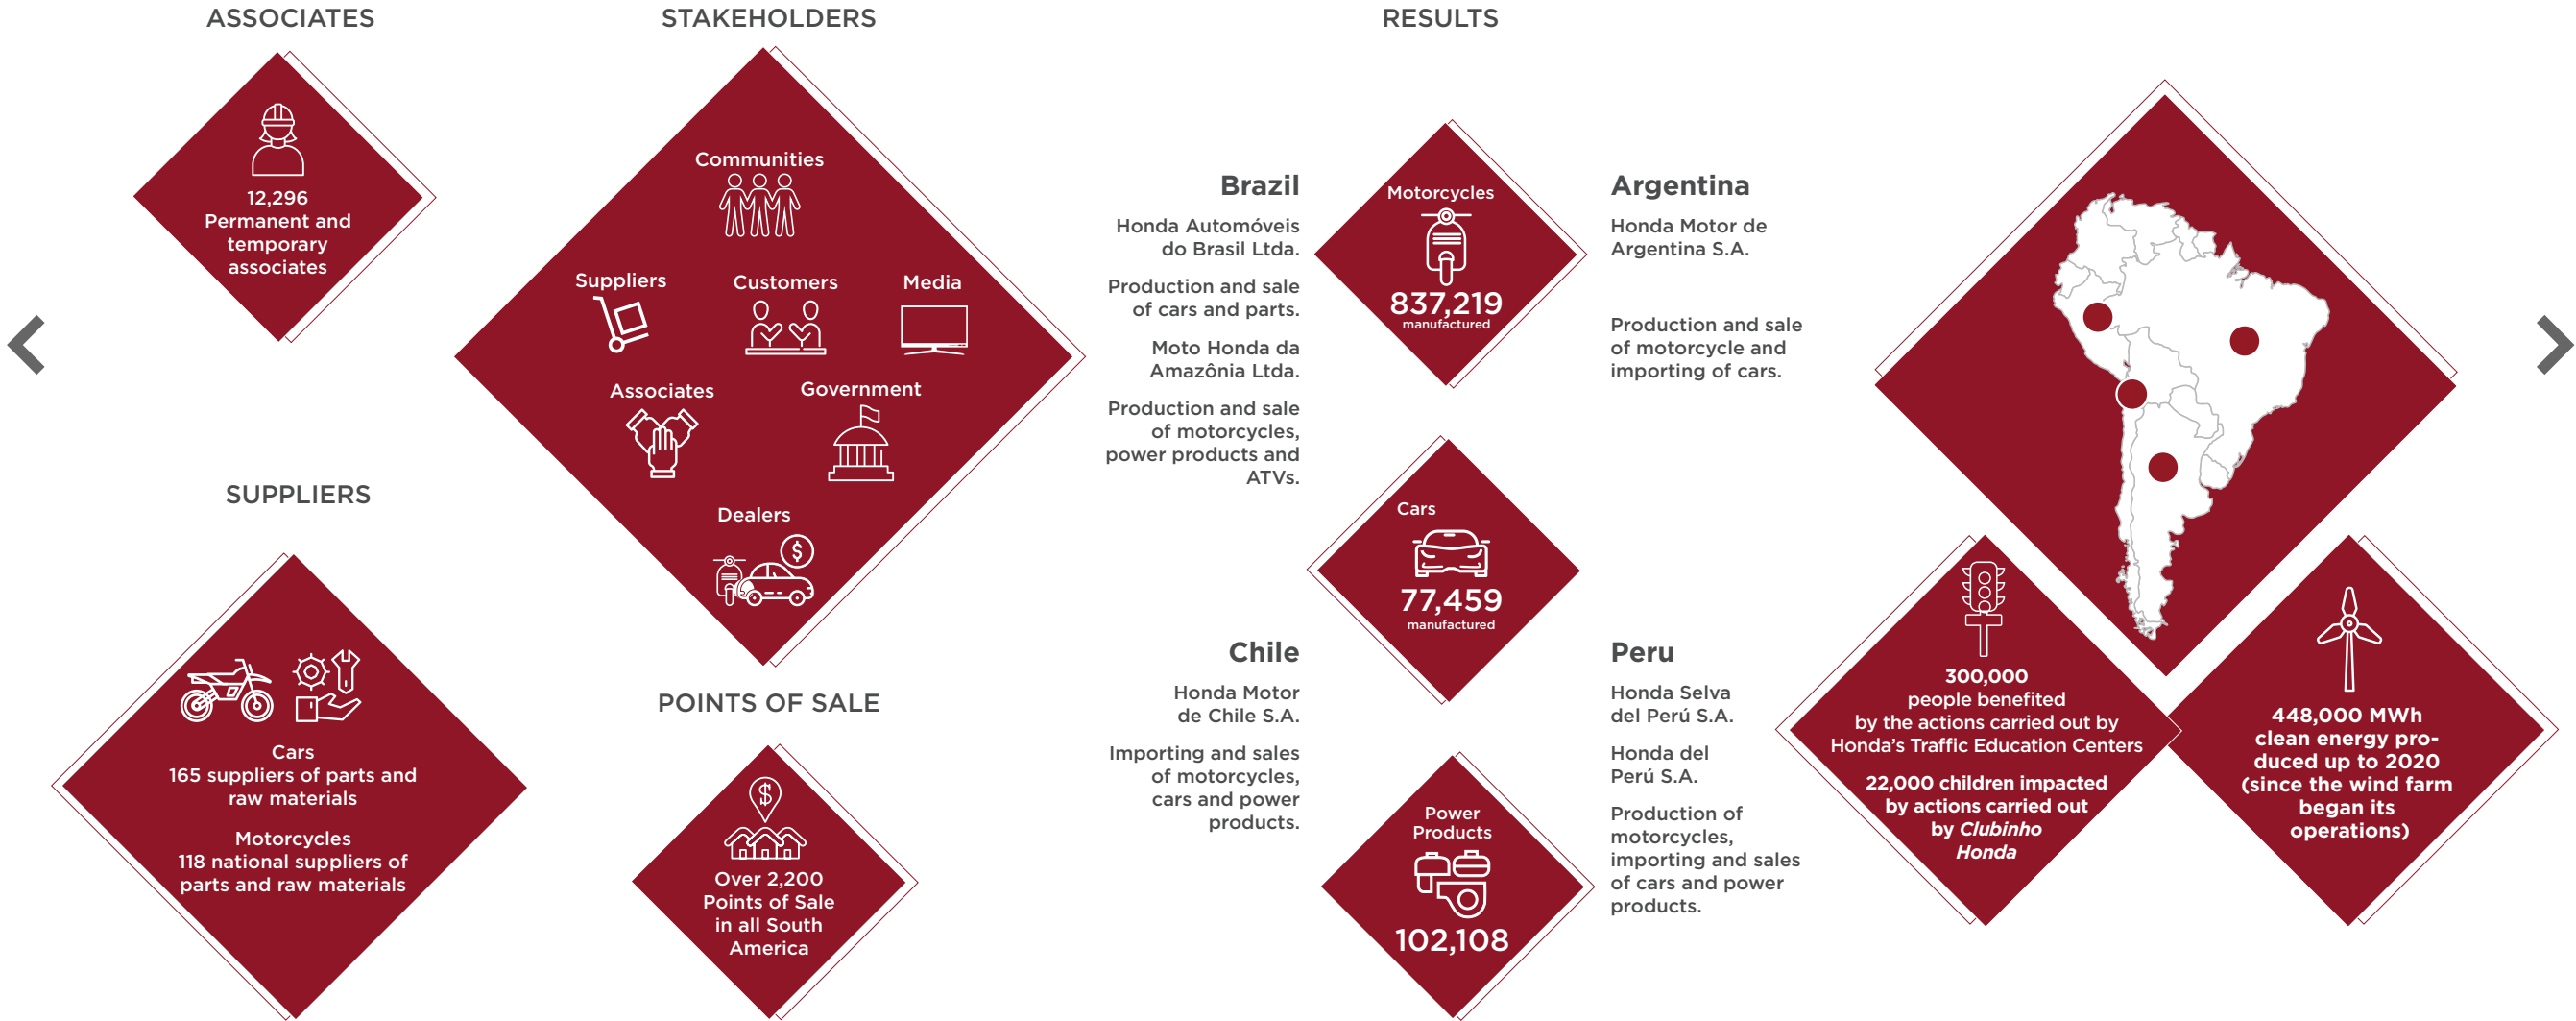 ASSOCIATES
12,296
Permanent and
temporary
associates
SUPPLIERS
Cars
165 suppliers of parts and
raw materials
Motorcycles
118 national suppliers of
parts and raw materials
STAKEHOLDERS
Communities
Suppliers
Customers
Media
Associates
Government
Dealers
$
POINTS OF SALE
$
Over 2,200
Points of Sale
in all South
America
RESULTS
Brazil
Honda Automóveis
do Brasil Ltda.
Production and sale
of cars and parts.
Moto Honda da
Amazônia Ltda.
Production and sale
of motorcycles,
power products and
ATVs.
Motorcycles
837,219
manufactured
Argentina
Honda Motor de
Argentina S.A.
Production and sale
of motorcycle and
importing of cars.
Cars
77,459
manufactured
Chile
Honda Motor
de Chile S.A.
Importing and sales
of motorcycles,
cars and power
products.
Power
Products
102,108
Peru
Honda Selva
del Perú S.A.
Honda del
Perú S.A.
Production of
motorcycles,
importing and sales
of cars and power
products.
300,000
people benefited
by the actions carried out by
Honda's Traffic Education Centers
22,000 children impacted
by actions carried out
by Clubinho
Honda
448,000 MWh
clean energy pro-
duced up to 2020
(since the wind farm
began its
operations)